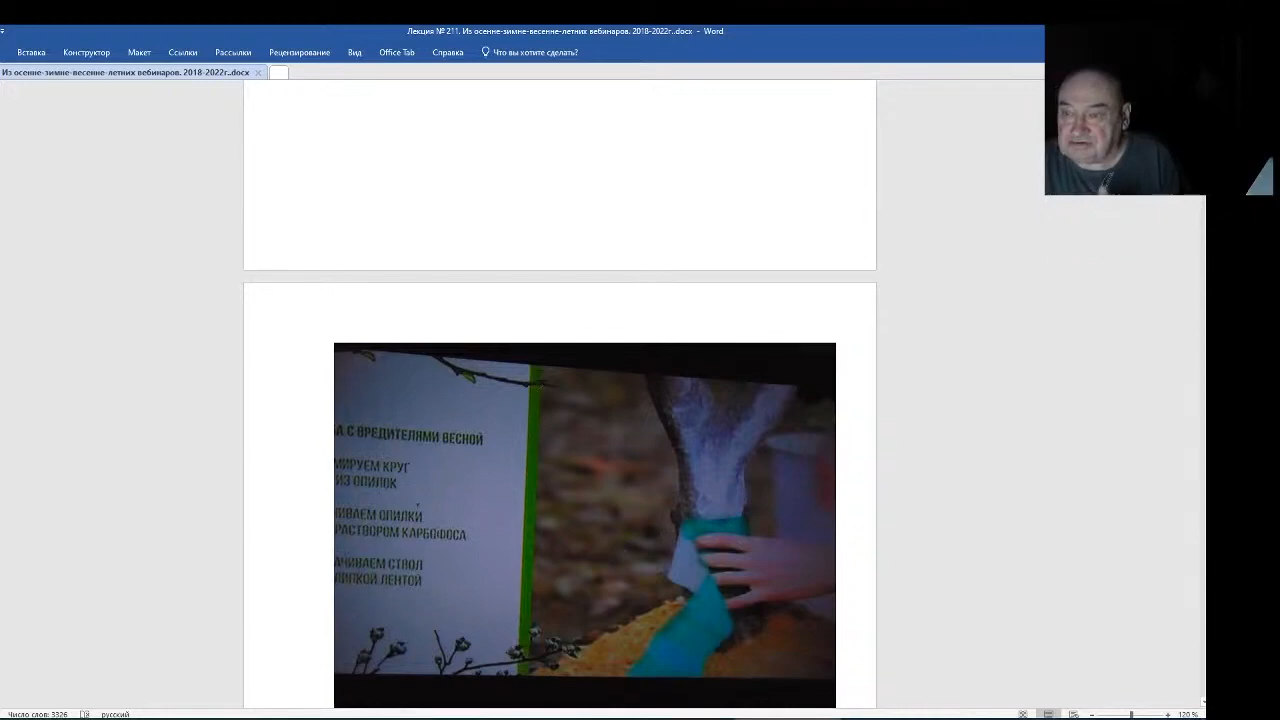 Лекция № 211. Из осенне-зимне-весенне-летних вебинаров. 2018-2022г..docx - Word
Вставка Конструктор Макет Ссылки Рассылки Рецензирование Вид Office Tab Справка Что вы хотите сделать?
Из осенне-зимне-весенне-летних вебинаров. 2018-2022г..docx
А С ВРЕДИТЕЛЯМИ ВЕСНОЙ
МИРУЕМ КРУГ
ИЗ ОПИЛОК
ИВАЕМ ОПИЛКИ
РАСТВОРОМ КАРБОФОСА
АЧИВАЕМ СТВОЛ
ЛИПКОЙ ЛЕНТОЙ
Число слов: 3326 русский 120 %